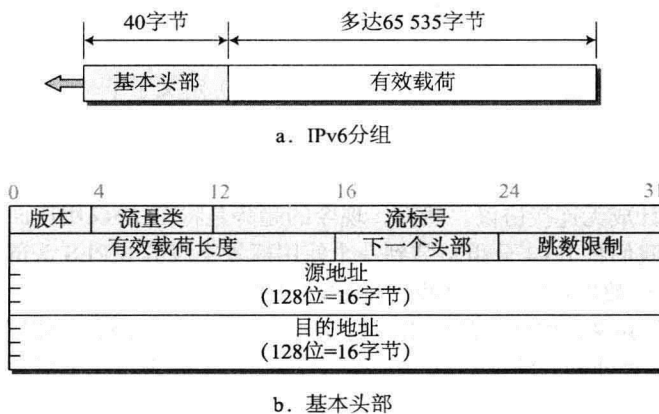 40字节 多达65 535字节
基本头部 有效载荷
a. IPv6分组
0 4 12 16 24 31
版本 流量类 流标号
有效载荷长度 下一个头部 跳数限制
源地址
(128位=16字节)
目的地址
(128位=16字节)
b. 基本头部